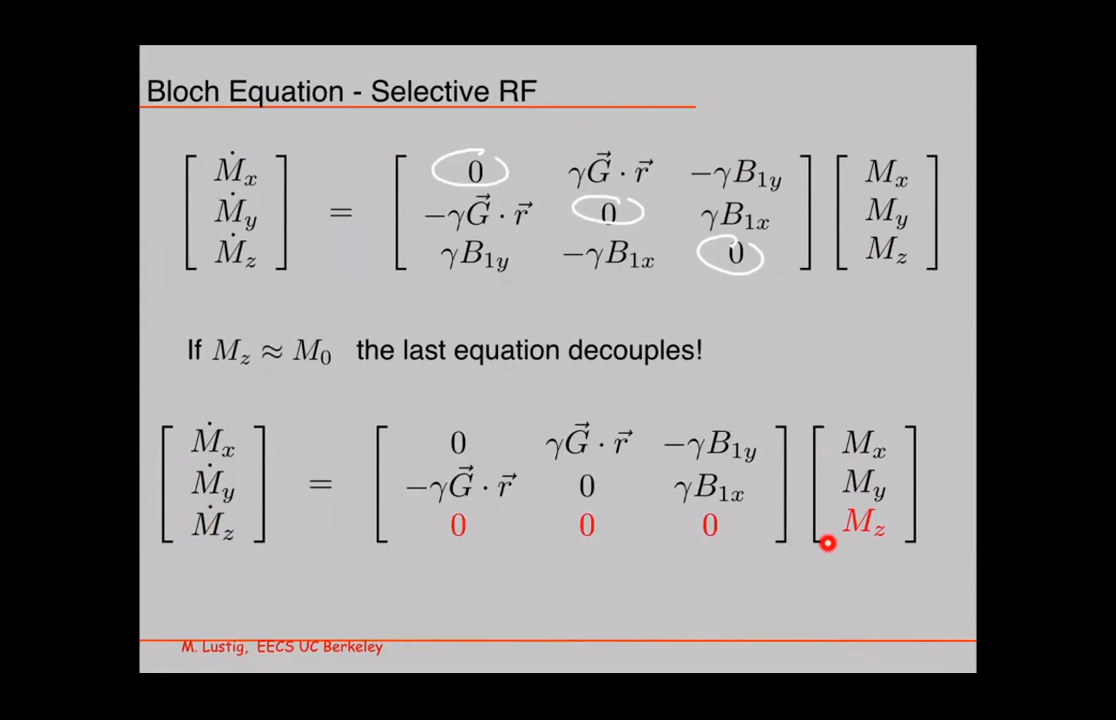 Bloch Equation - Selective RF
[Ṁx] = [0 γG⃗ · r⃗ −γB1y] [Mx]
[Ṁy] = [−γG⃗ · r⃗ 0 γB1x] [My]
[Ṁz] = [γB1y −γB1x 0] [Mz]
If Mz ≈ M0 the last equation decouples!
[Ṁx] = [0 γG⃗ · r⃗ −γB1y] [Mx]
[Ṁy] = [−γG⃗ · r⃗ 0 γB1x] [My]
[Ṁz] = [0 0 0] [Mz]
M. Lustig, EECS UC Berkeley